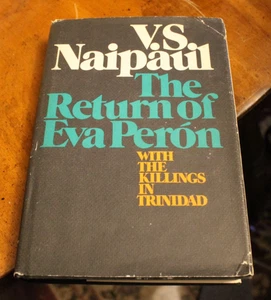 V.S.
Naipaul
The
Return of
Eva Perón
WITH
THE
KILLINGS
IN
TRINIDAD